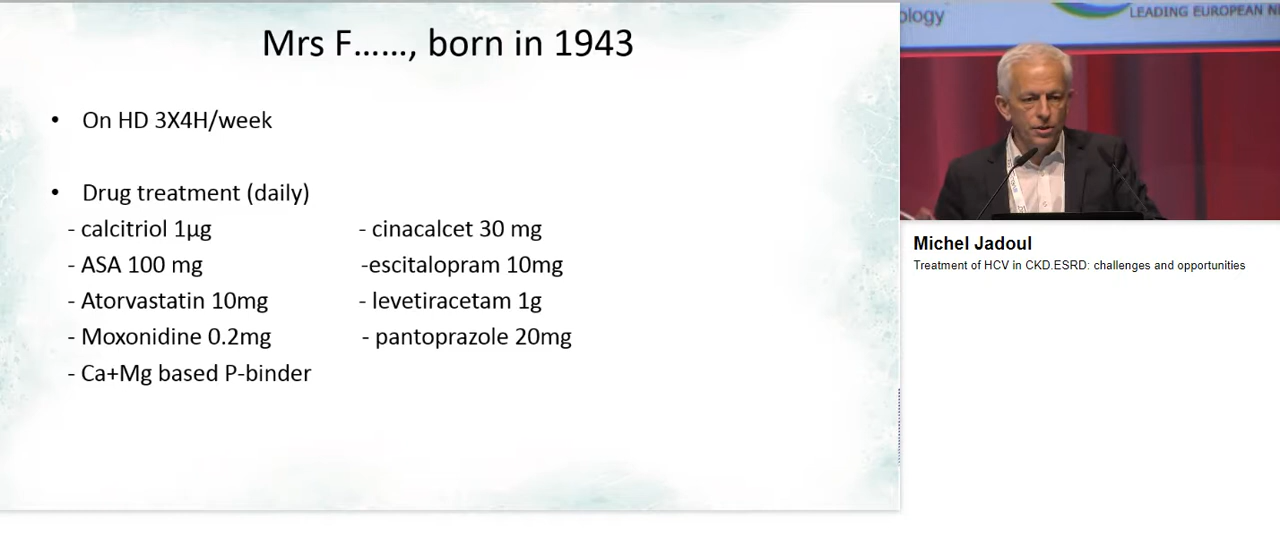 Mrs F......, born in 1943
• On HD 3X4H/week
• Drug treatment (daily)
- calcitriol 1µg
- cinacalcet 30 mg
- ASA 100 mg
-escitalopram 10mg
- Atorvastatin 10mg
- levetiracetam 1g
- Moxonidine 0.2mg
- pantoprazole 20mg
- Ca+Mg based P-binder
ology
LEADING EUROPEAN
Michel Jadoul
Treatment of HCV in CKD.ESRD: challenges and opportunities